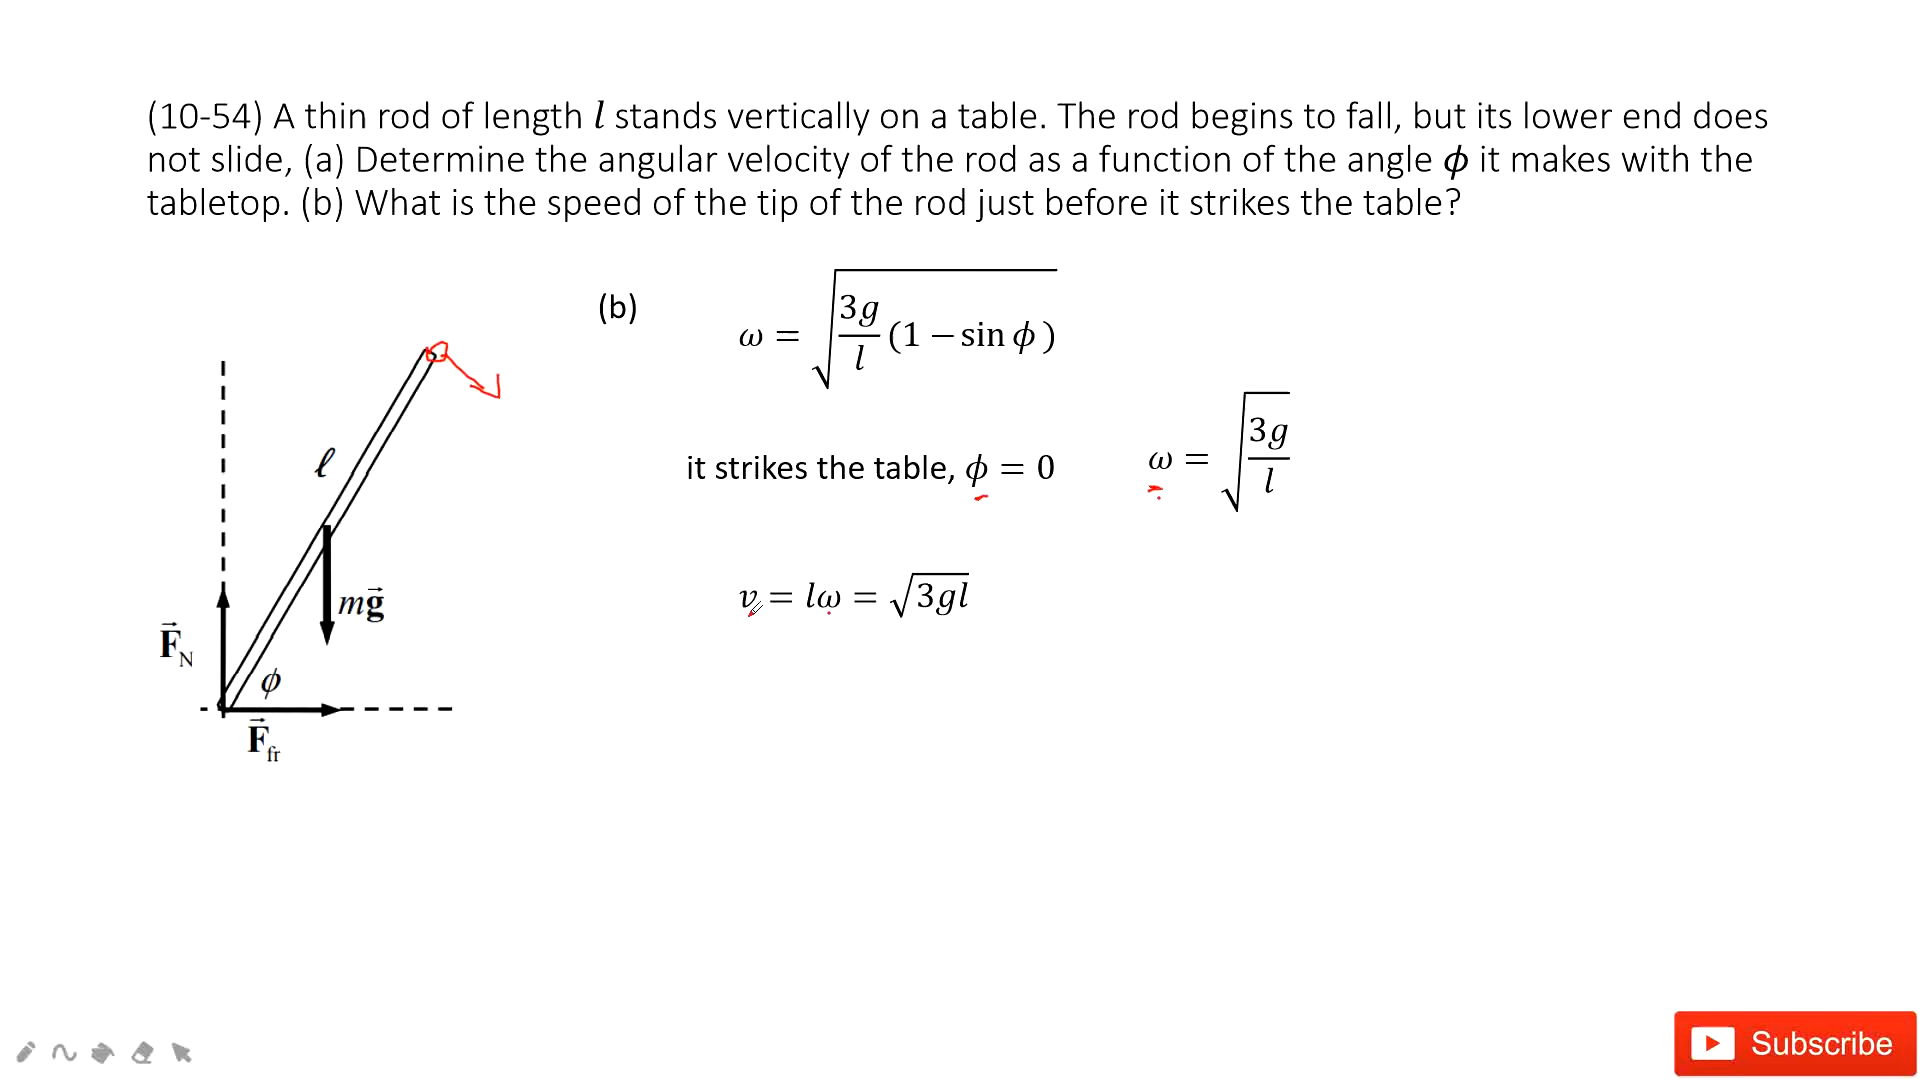 (10-54) A thin rod of length l stands vertically on a table. The rod begins to fall, but its lower end does
not slide, (a) Determine the angular velocity of the rod as a function of the angle ϕ it makes with the
tabletop. (b) What is the speed of the tip of the rod just before it strikes the table?
(b)
ω = √(3g/l (1 − sin ϕ))
it strikes the table, ϕ = 0
ω = √(3g/l)
v = lω = √(3gl)
ℓ
mg⃗
F⃗N
ϕ
F⃗fr
Subscribe